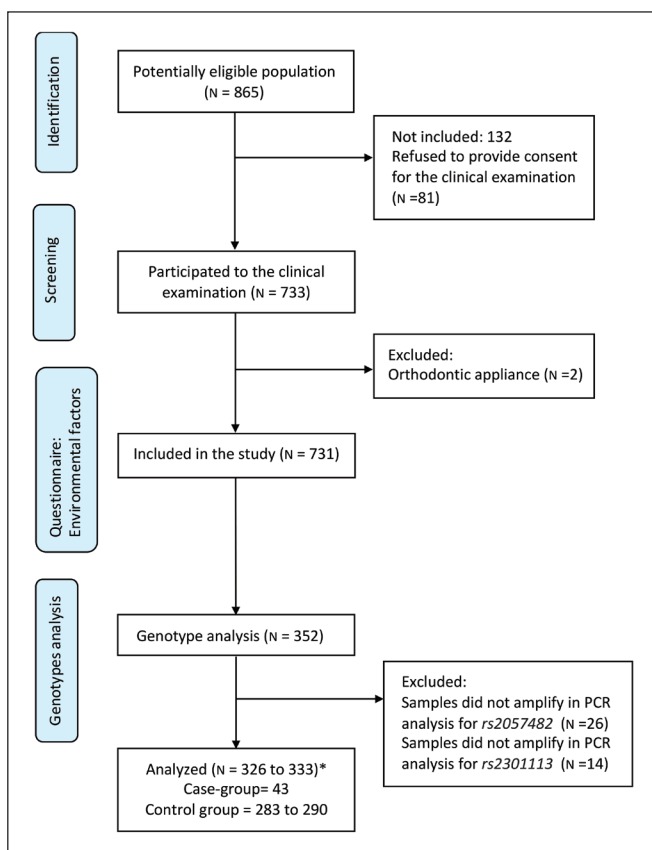 Identification
Potentially eligible population
(N = 865)
Not included: 132
Refused to provide consent
for the clinical examination
(N =81)
Screening
Participated to the clinical
examination (N = 733)
Excluded:
Orthodontic appliance (N =2)
Questionnaire:
Environmental factors
Included in the study (N = 731)
Genotypes analysis
Genotype analysis (N = 352)
Excluded:
Samples did not amplify in PCR
analysis for rs2057482 (N =26)
Samples did not amplify in PCR
analysis for rs2301113 (N =14)
Analyzed (N = 326 to 333)*
Case-group= 43
Control group = 283 to 290